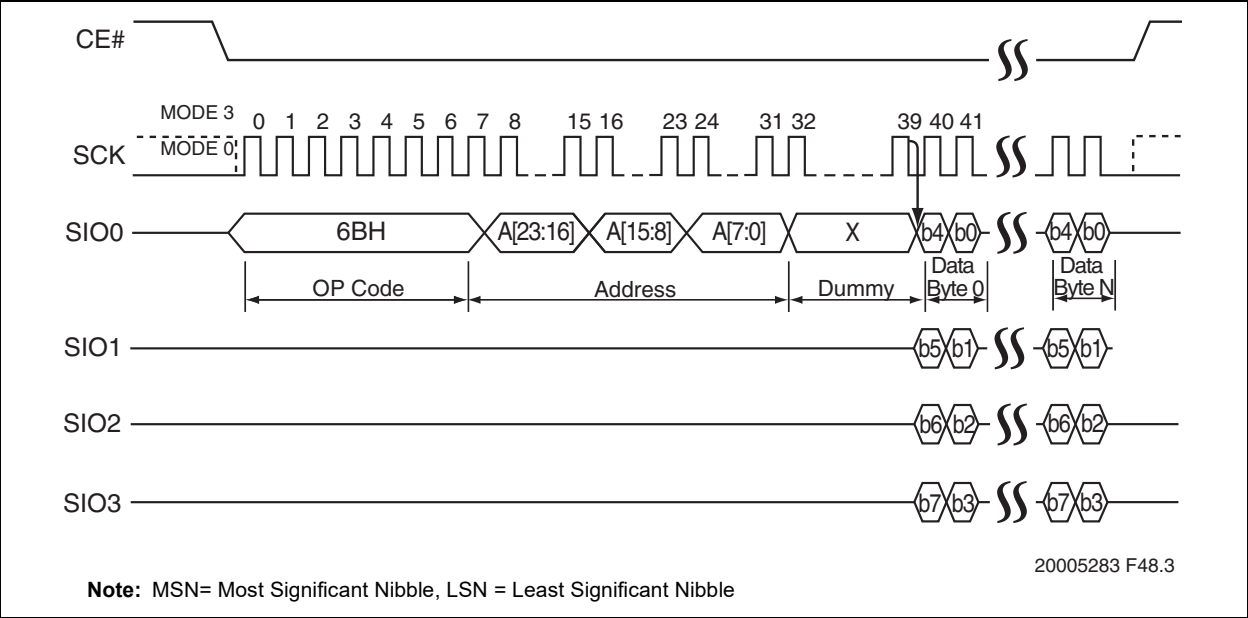 CE#
MODE 3
0 1 2 3 4 5 6 7 8 15 16 23 24 31 32 39 40 41
SCK
MODE 0
SIO0 6BH A[23:16] A[15:8] A[7:0] X b4 b0 b4 b0
OP Code Address Dummy Data Byte 0 Data Byte N
SIO1 b5 b1 b5 b1
SIO2 b6 b2 b6 b2
SIO3 b7 b3 b7 b3
20005283 F48.3
Note: MSN= Most Significant Nibble, LSN = Least Significant Nibble